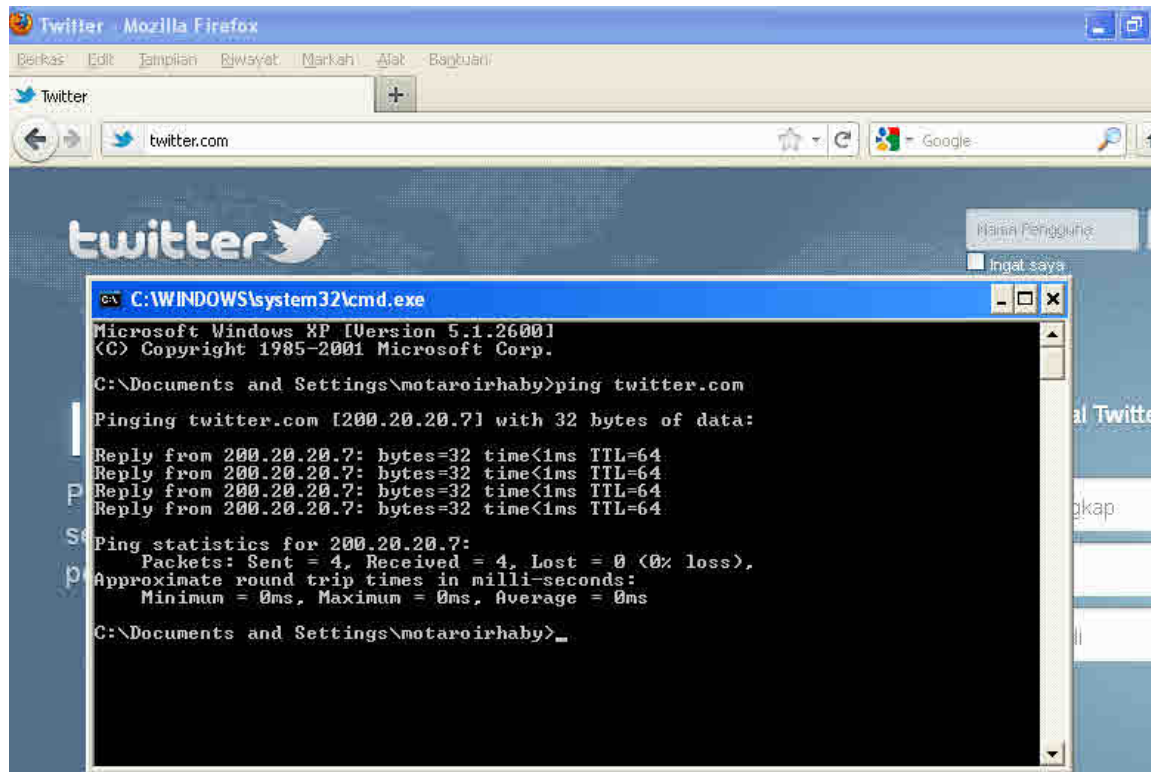 Twitter - Mozilla Firefox
Berkas Edit Tampilan Riwayat Markah Alat Bantuan
Twitter
twitter.com
Google
twitter
Nama Pengguna
Ingat saya
C:\WINDOWS\system32\cmd.exe
Microsoft Windows XP [Version 5.1.2600]
(C) Copyright 1985-2001 Microsoft Corp.
C:\Documents and Settings\motaroirhaby>ping twitter.com
Pinging twitter.com [200.20.20.7] with 32 bytes of data:
Reply from 200.20.20.7: bytes=32 time<1ms TTL=64
Reply from 200.20.20.7: bytes=32 time<1ms TTL=64
Reply from 200.20.20.7: bytes=32 time<1ms TTL=64
Reply from 200.20.20.7: bytes=32 time<1ms TTL=64
Ping statistics for 200.20.20.7:
Packets: Sent = 4, Received = 4, Lost = 0 (0% loss),
Approximate round trip times in milli-seconds:
Minimum = 0ms, Maximum = 0ms, Average = 0ms
C:\Documents and Settings\motaroirhaby>_